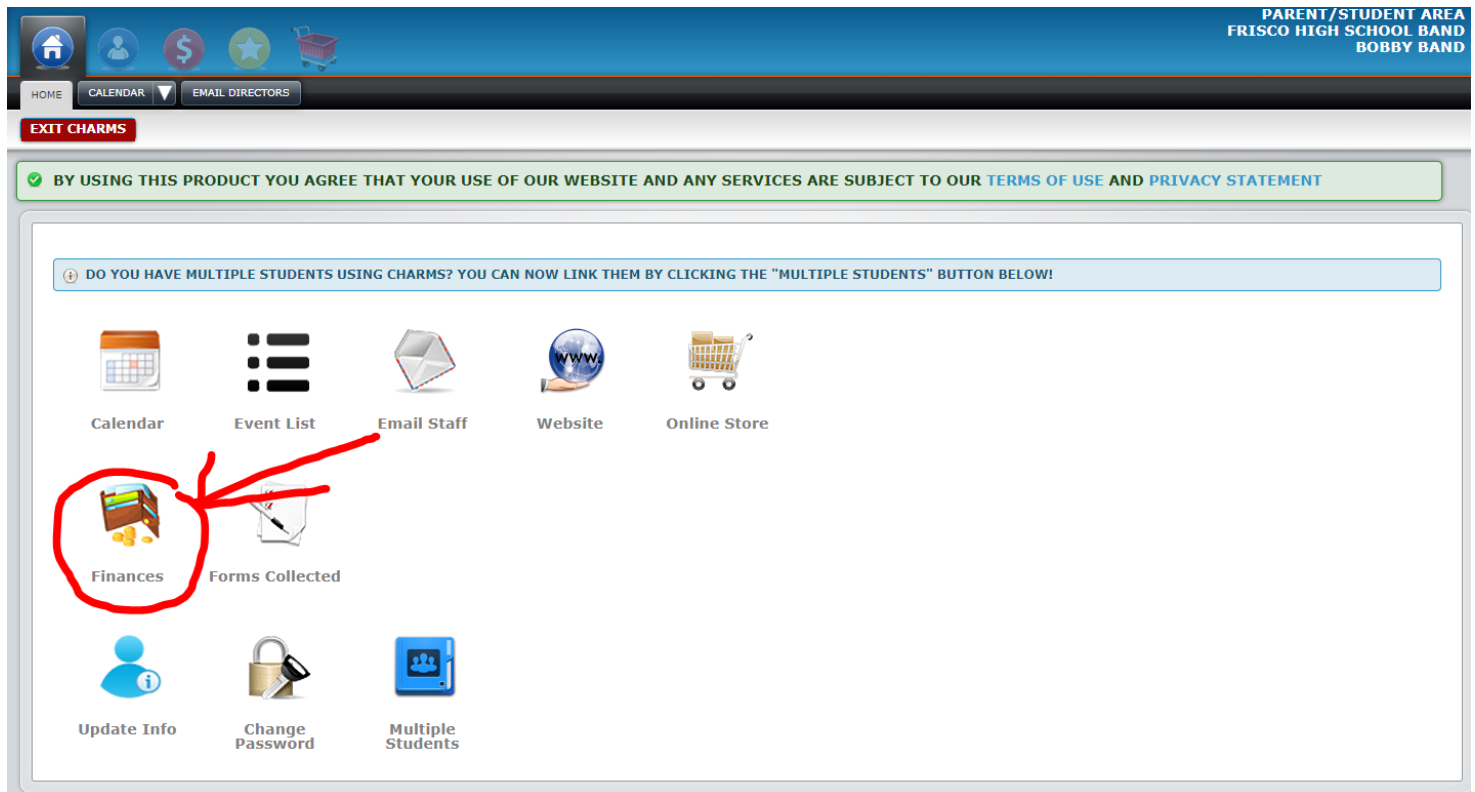 PARENT/STUDENT AREA
FRISCO HIGH SCHOOL BAND
BOBBY BAND
HOME
CALENDAR
EMAIL DIRECTORS
EXIT CHARMS
BY USING THIS PRODUCT YOU AGREE THAT YOUR USE OF OUR WEBSITE AND ANY SERVICES ARE SUBJECT TO OUR TERMS OF USE AND PRIVACY STATEMENT
DO YOU HAVE MULTIPLE STUDENTS USING CHARMS? YOU CAN NOW LINK THEM BY CLICKING THE "MULTIPLE STUDENTS" BUTTON BELOW!
www.
Calendar
Event List
Email Staff
Website
Online Store
Finances
Forms Collected
Update Info
Change
Password
Multiple
Students